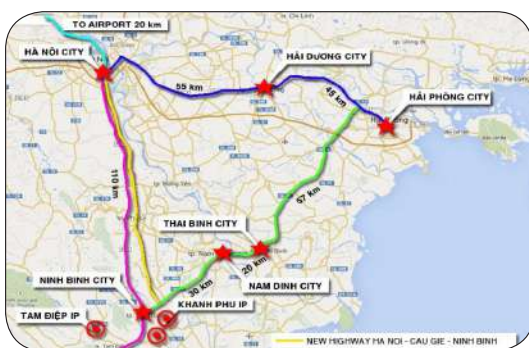 TO AIRPORT 20 km
HÀ NỘI CITY
55 km
HẢI DƯƠNG CITY
45 km
HẢI PHÒNG CITY
110 km
57 km
THAI BINH CITY
20 km
NAM DINH CITY
30 km
NINH BINH CITY
KHANH PHU IP
TAM ĐIỆP IP
NEW HIGHWAY HA NOI - CAU GIE - NINH BINH